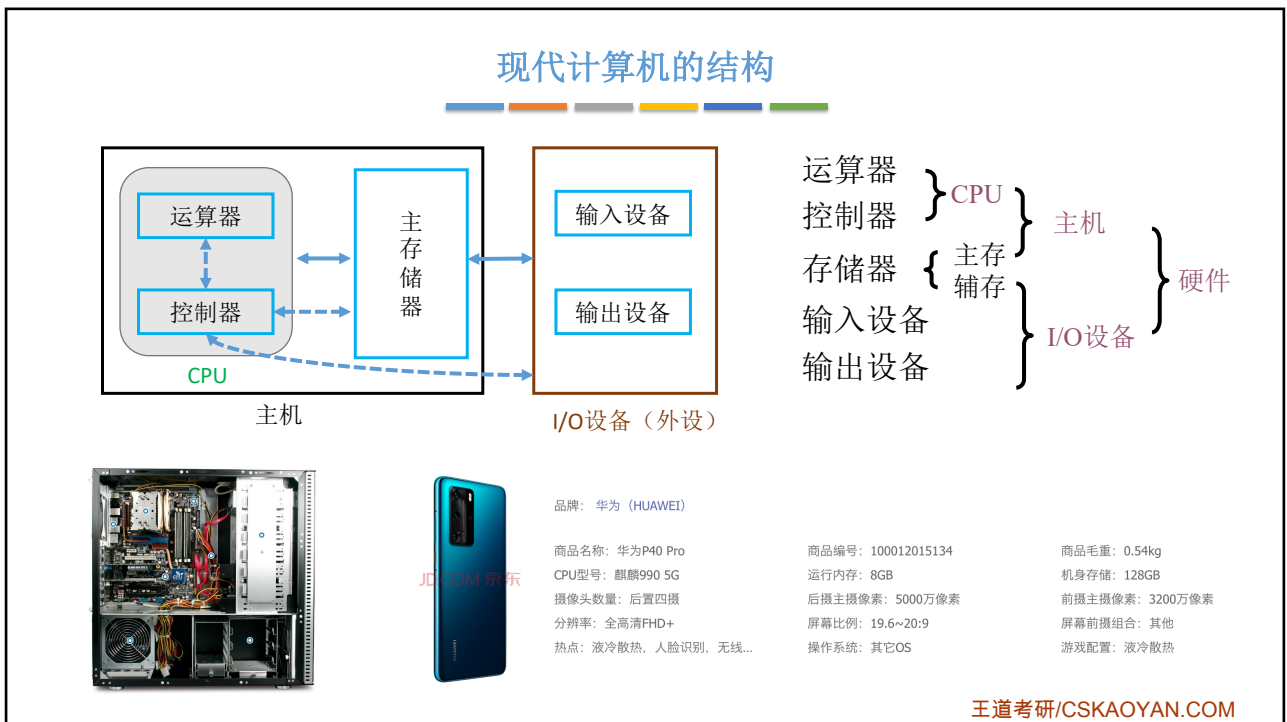 现代计算机的结构
运算器
控制器
CPU
主存储器
主机
输入设备
输出设备
I/O设备（外设）
运算器
控制器
CPU
存储器
主存
辅存
主机
输入设备
输出设备
I/O设备
硬件
JD.COM 京东
HUAWEI
品牌： 华为（HUAWEI）
商品名称：华为P40 Pro
商品编号：100012015134
商品毛重：0.54kg
CPU型号：麒麟990 5G
运行内存：8GB
机身存储：128GB
摄像头数量：后置四摄
后摄主摄像素：5000万像素
前摄主摄像素：3200万像素
分辨率：全高清FHD+
屏幕比例：19.6~20:9
屏幕前摄组合：其他
热点：液冷散热，人脸识别，无线...
操作系统：其它OS
游戏配置：液冷散热
王道考研/CSKAOYAN.COM